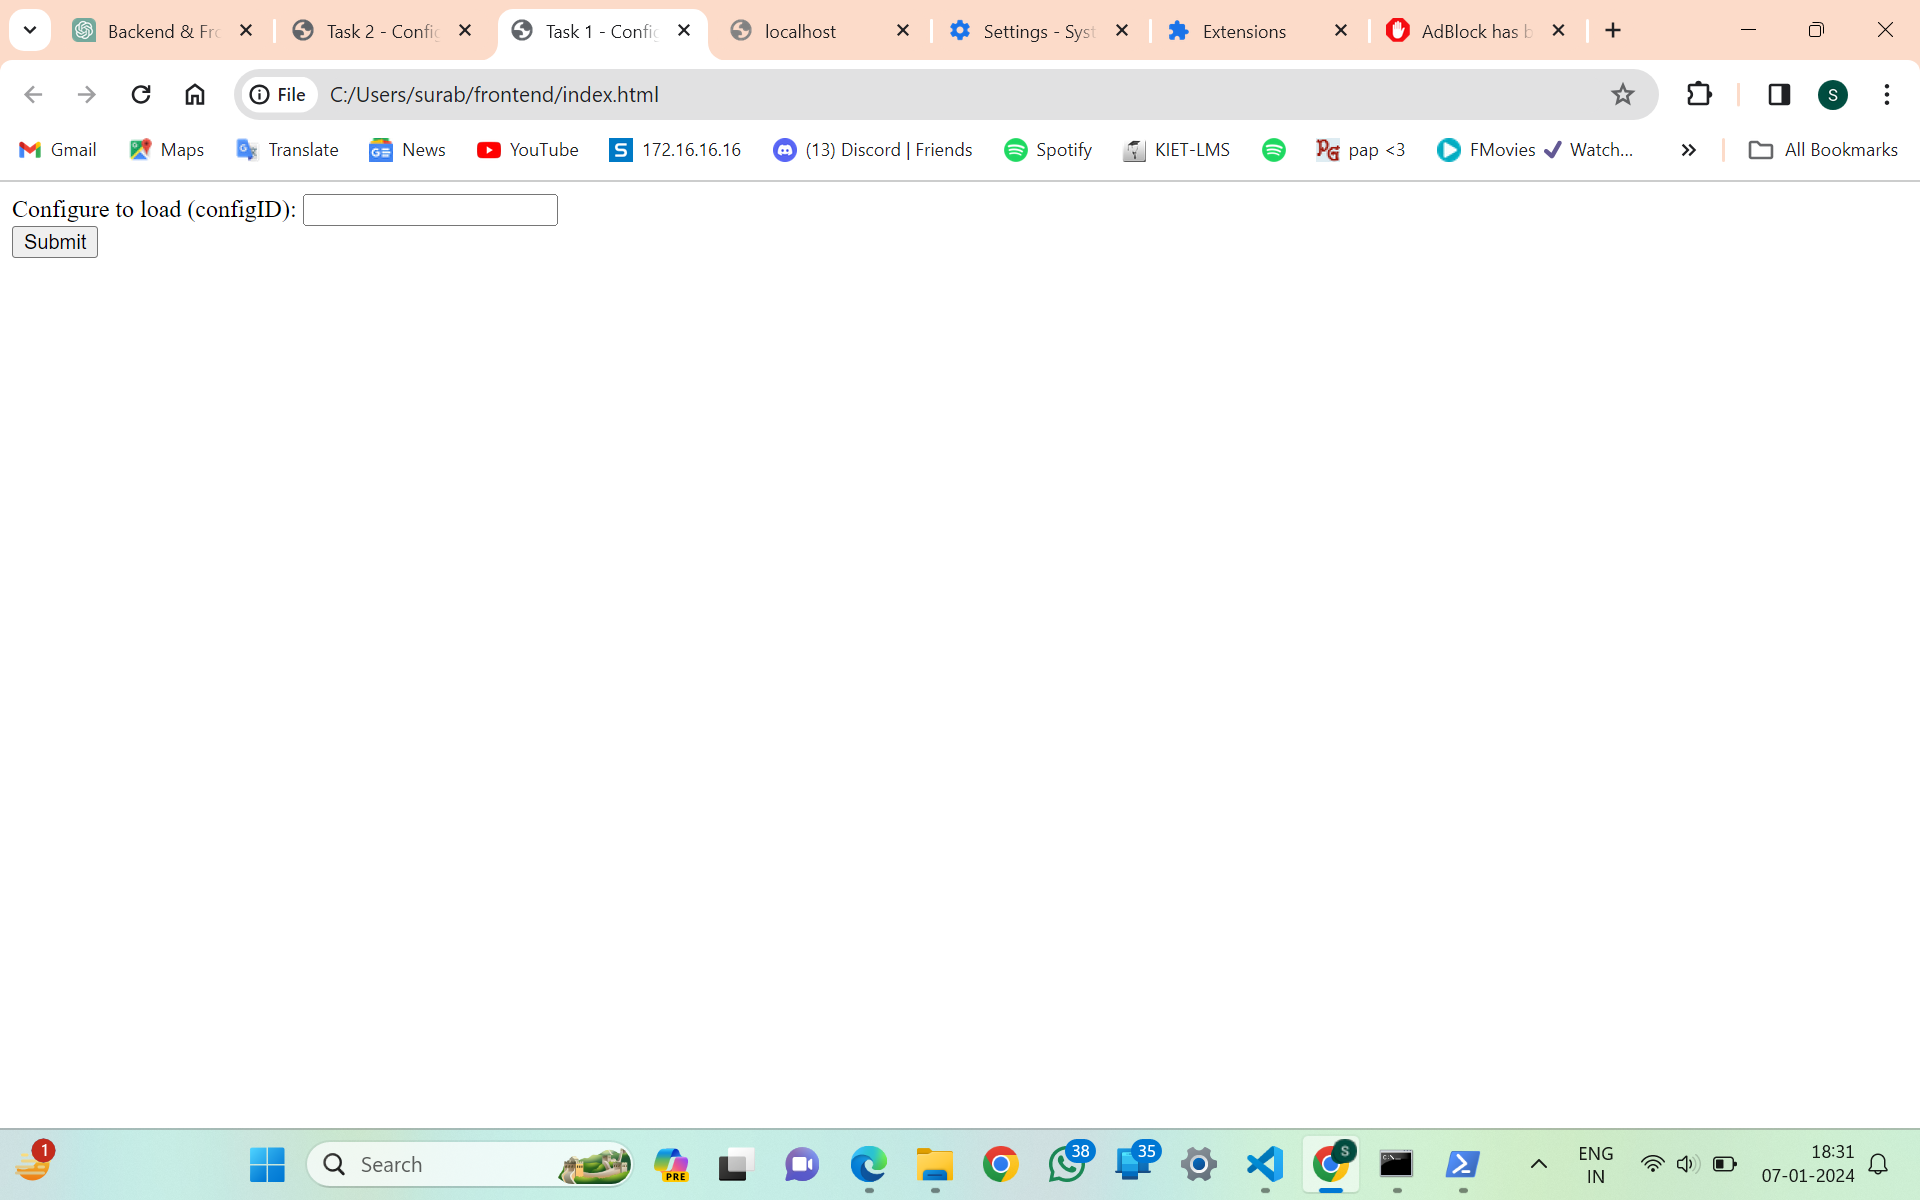 Backend & Fr
Task 2 - Config
Task 1 - Config
localhost
Settings - Syst
Extensions
AdBlock has b
File
C:/Users/surab/frontend/index.html
S
Gmail
Maps
Translate
News
YouTube
S 172.16.16.16
(13) Discord | Friends
Spotify
KIET-LMS
PG pap <3
FMovies ✔ Watch...
»
All Bookmarks
Configure to load (configID):
Submit
1
Search
PRE
38
35
S
ENG
IN
18:31
07-01-2024